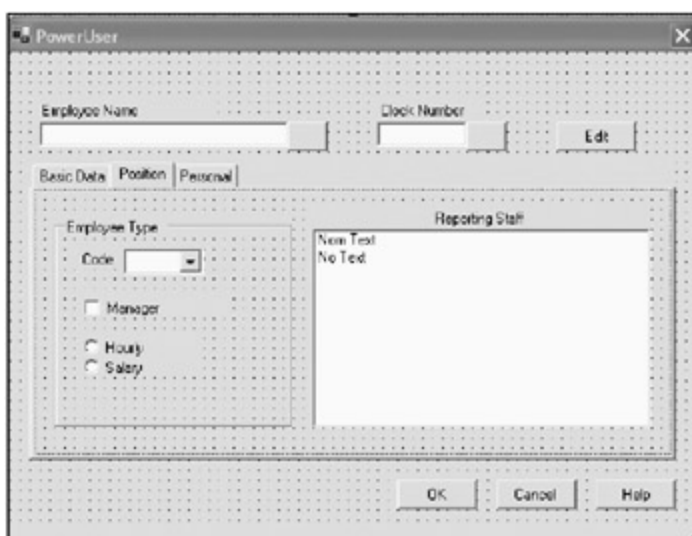 PowerUser
Employee Name
Clock Number
Edit
Basic Data
Position
Personal
Employee Type
Code
Manager
Hourly
Salary
Reporting Staff
Nom Text
No Text
OK
Cancel
Help